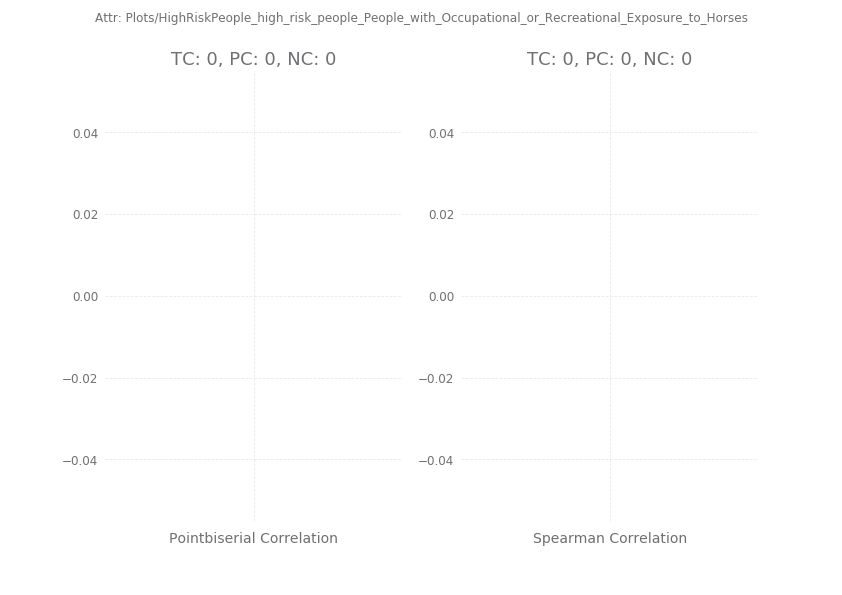 Attr: Plots/HighRiskPeople_high_risk_people_People_with_Occupational_or_Recreational_Exposure_to_Horses
TC: 0, PC: 0, NC: 0
0.04
0.02
0.00
−0.02
−0.04
Pointbiserial Correlation
TC: 0, PC: 0, NC: 0
0.04
0.02
0.00
−0.02
−0.04
Spearman Correlation